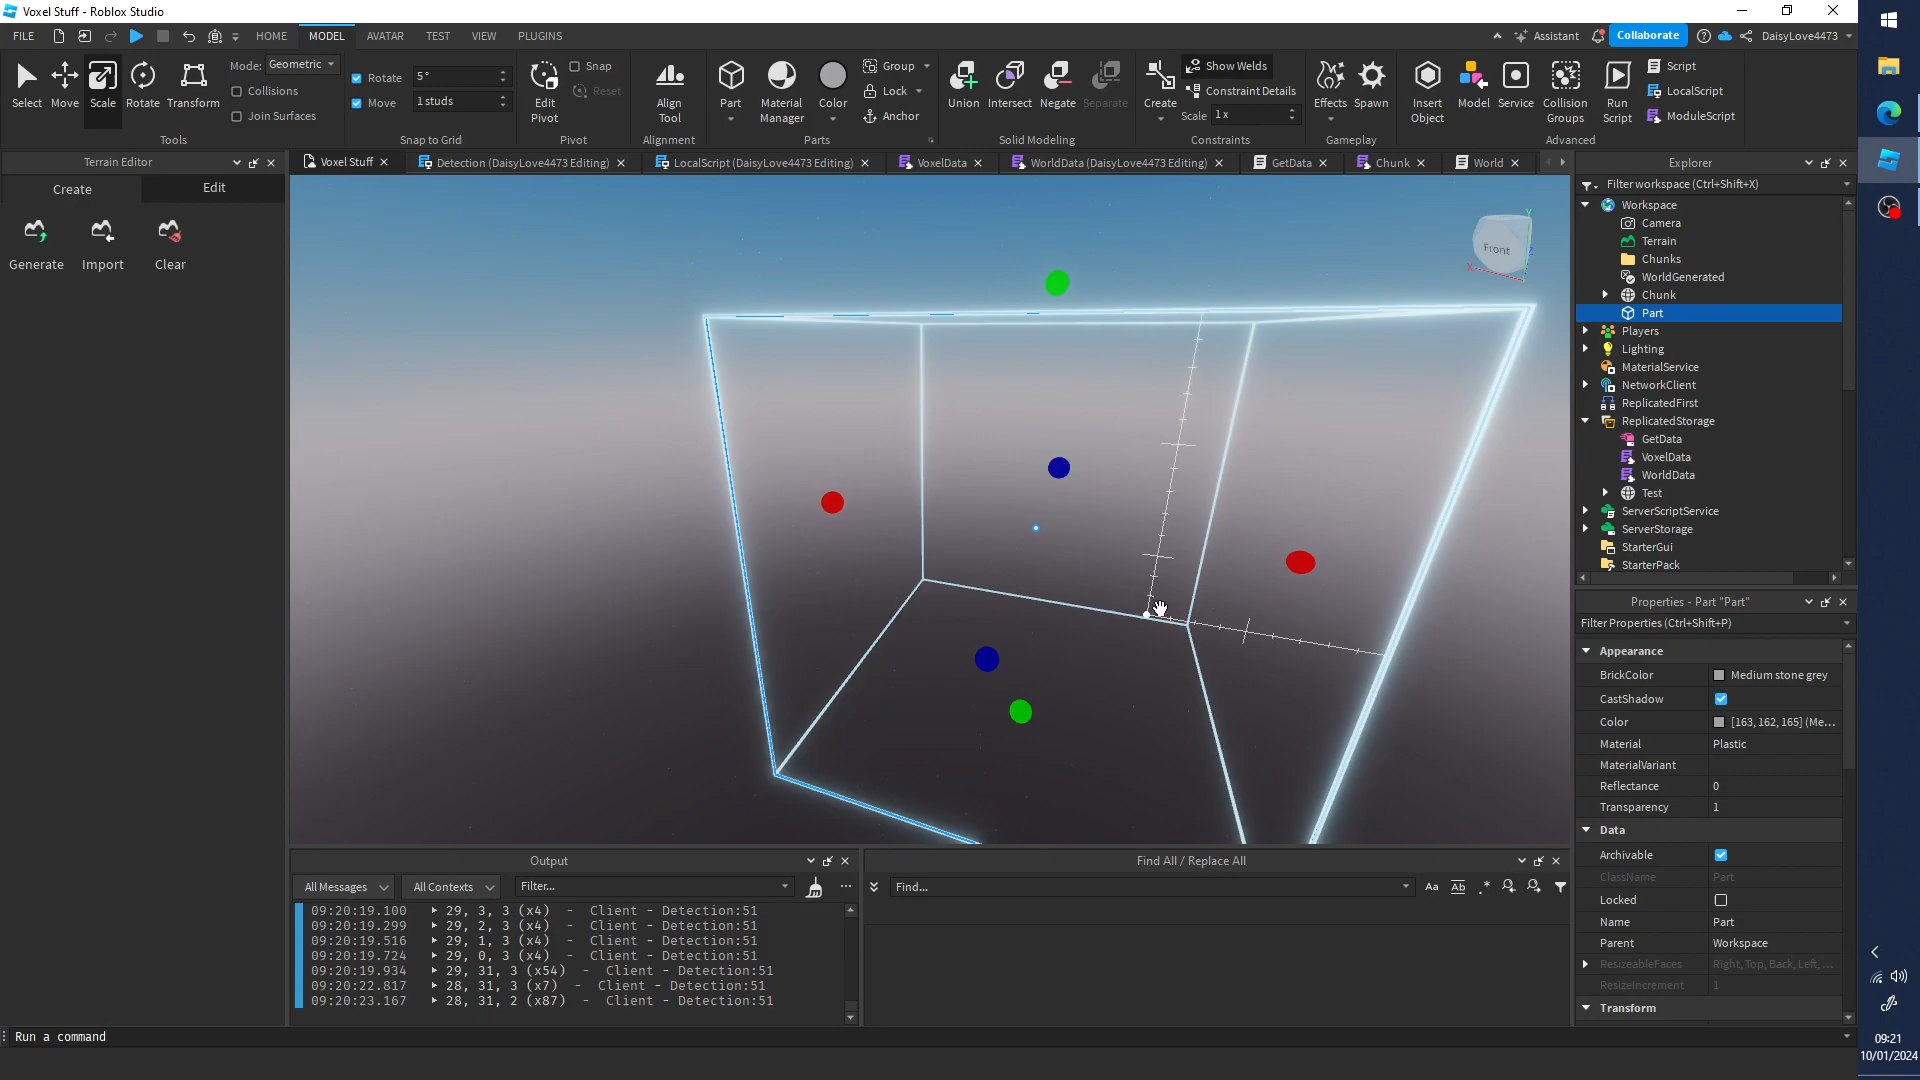 Voxel Stuff - Roblox Studio
FILE
HOME
MODEL
AVATAR
TEST
VIEW
PLUGINS
Assistant
Collaborate
DaisyLove4473
Select
Move
Scale
Rotate
Transform
Mode:
Geometric
Collisions
Join Surfaces
Tools
Rotate
5°
Move
1 studs
Snap to Grid
Edit
Pivot
Snap
Reset
Pivot
Align
Tool
Alignment
Part
Material
Manager
Color
Group
Lock
Anchor
Parts
Union
Intersect
Negate
Separate
Solid Modeling
Create
Show Welds
Constraint Details
Scale
1 x
Constraints
Effects
Spawn
Gameplay
Insert
Object
Model
Service
Collision
Groups
Run
Script
Script
LocalScript
ModuleScript
Advanced
Terrain Editor
Create
Edit
Generate
Import
Clear
Voxel Stuff
Detection (DaisyLove4473 Editing)
LocalScript (DaisyLove4473 Editing)
VoxelData
WorldData (DaisyLove4473 Editing)
GetData
Chunk
World
Front
X
Y
Z
Explorer
Filter workspace (Ctrl+Shift+X)
Workspace
Camera
Terrain
Chunks
WorldGenerated
Chunk
Part
Players
Lighting
MaterialService
NetworkClient
ReplicatedFirst
ReplicatedStorage
GetData
VoxelData
WorldData
Test
ServerScriptService
ServerStorage
StarterGui
StarterPack
Properties - Part "Part"
Filter Properties (Ctrl+Shift+P)
Appearance
BrickColor
Medium stone grey
CastShadow
Color
[163, 162, 165] (Me...
Material
Plastic
MaterialVariant
Reflectance
0
Transparency
1
Data
Archivable
ClassName
Part
Locked
Name
Part
Parent
Workspace
ResizeableFaces
Right, Top, Back, Left, ...
ResizeIncrement
1
Transform
Output
All Messages
All Contexts
Filter...
09:20:19.100 29, 3, 3 (x4) - Client - Detection:51
09:20:19.299 29, 2, 3 (x4) - Client - Detection:51
09:20:19.516 29, 1, 3 (x4) - Client - Detection:51
09:20:19.724 29, 0, 3 (x4) - Client - Detection:51
09:20:19.934 29, 31, 3 (x54) - Client - Detection:51
09:20:22.817 28, 31, 3 (x7) - Client - Detection:51
09:20:23.167 28, 31, 2 (x87) - Client - Detection:51
Find All / Replace All
Find...
Aa
Ab
.*
Run a command
09:21
10/01/2024